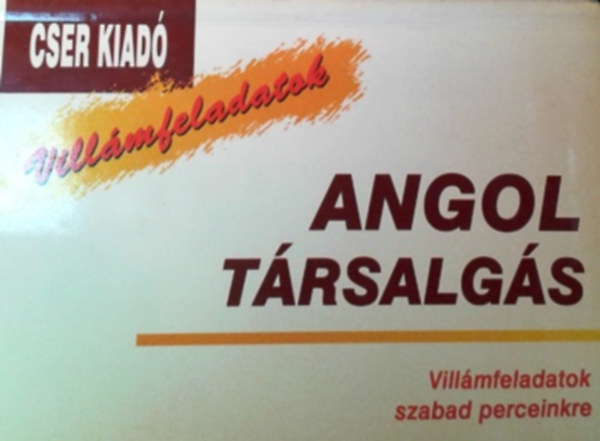 CSER KIADÓ
Villámfeladatok
ANGOL
TÁRSALGÁS
Villámfeladatok
szabad perceinkre